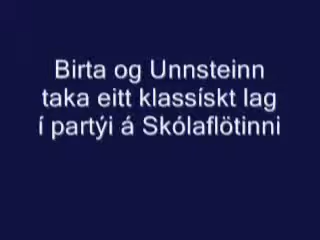 Birta og Unnsteinn
taka eitt klassískt lag
í partýi á Skólaflötinni